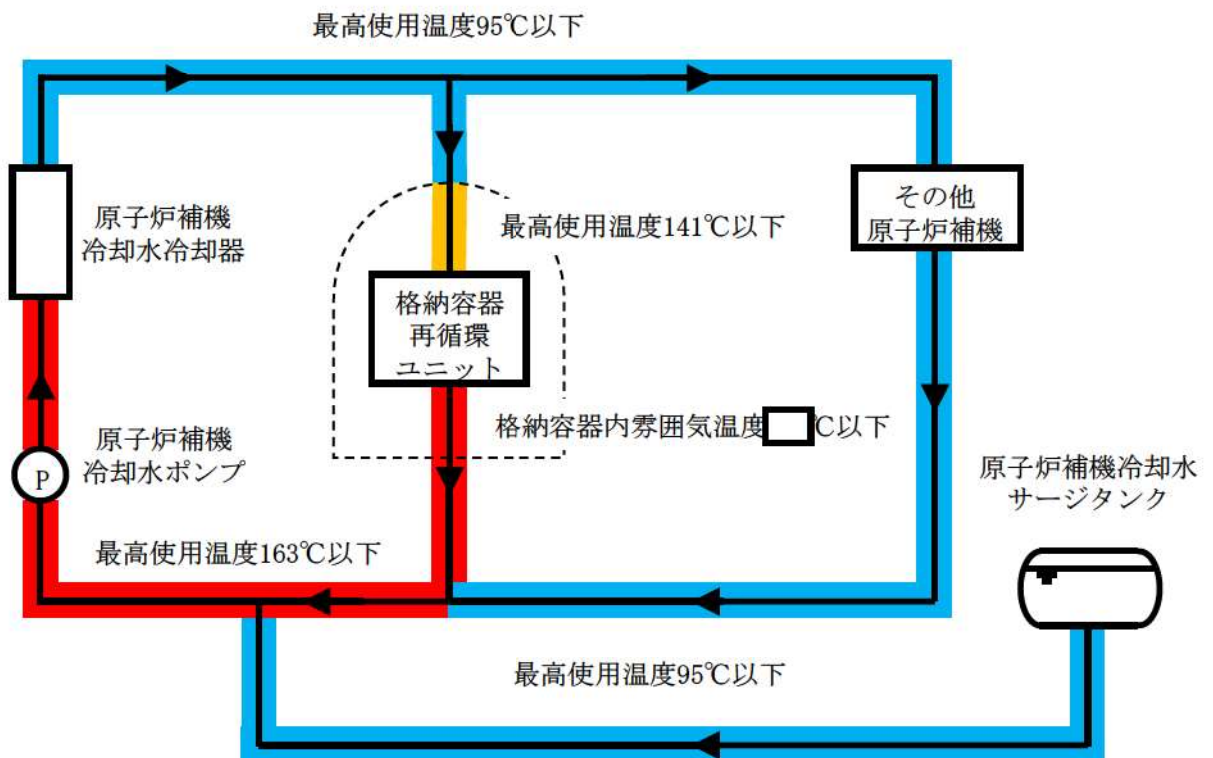 最高使用温度95℃以下
原子炉補機
冷却水冷却器
最高使用温度141℃以下
その他
原子炉補機
格納容器
再循環
ユニット
格納容器内雰囲気温度
℃以下
原子炉補機
冷却水ポンプ
P
原子炉補機冷却水
サージタンク
最高使用温度163℃以下
最高使用温度95℃以下